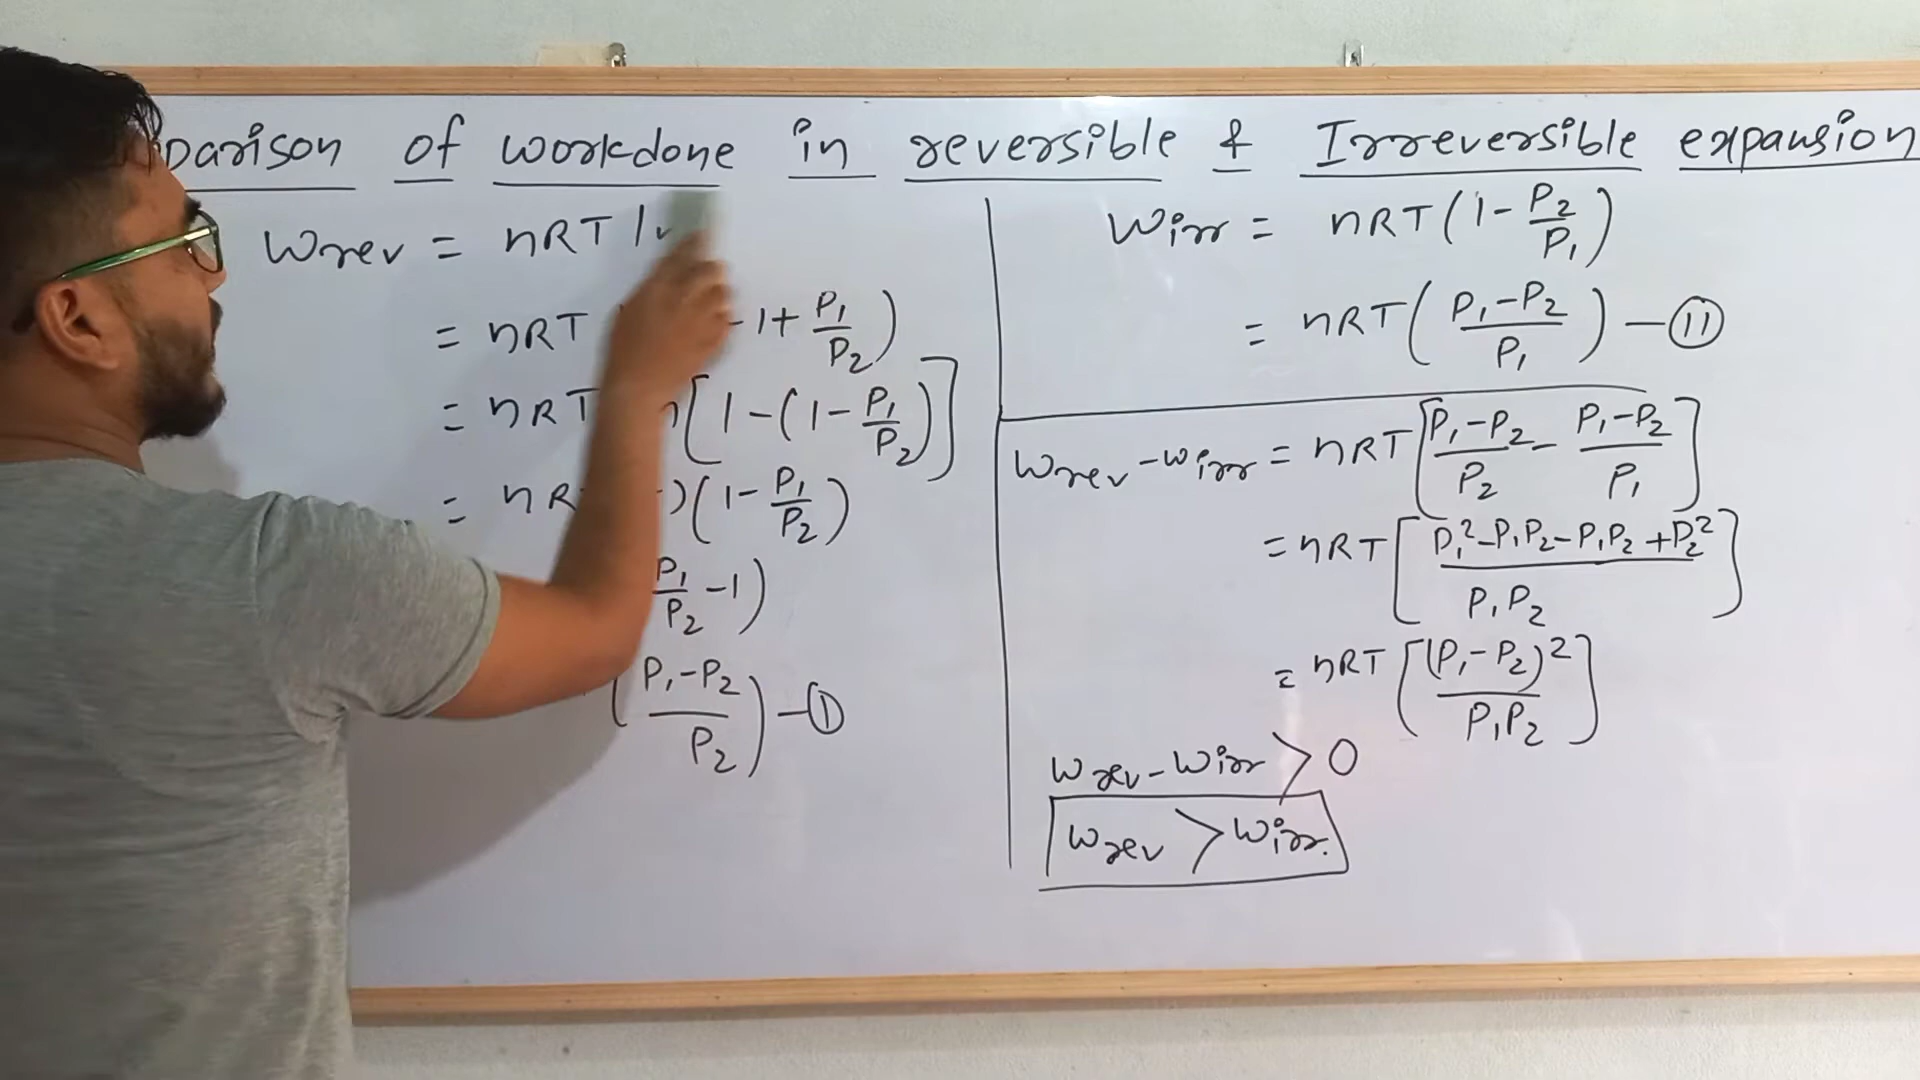 parison of workdone in reversible & Irreversible expansion
Wrev = nRT l
= nRT -1+ P₁/P₂)
= nRT [1-(1-P₁/P₂)]
= nR )(1-P₁/P₂)
P₁/P₂ -1)
(P₁-P₂/P₂) - ①
Wirr = nRT(1-P₂/P₁)
= nRT(P₁-P₂/P₁) - ⑪
Wrev-Wirr = nRT[P₁-P₂/P₂ - P₁-P₂/P₁]
= nRT[P₁²-P₁P₂-P₁P₂+P₂²/P₁P₂]
= nRT[(P₁-P₂)²/P₁P₂]
Wrev-Wirr > 0
Wrev > Wirr.